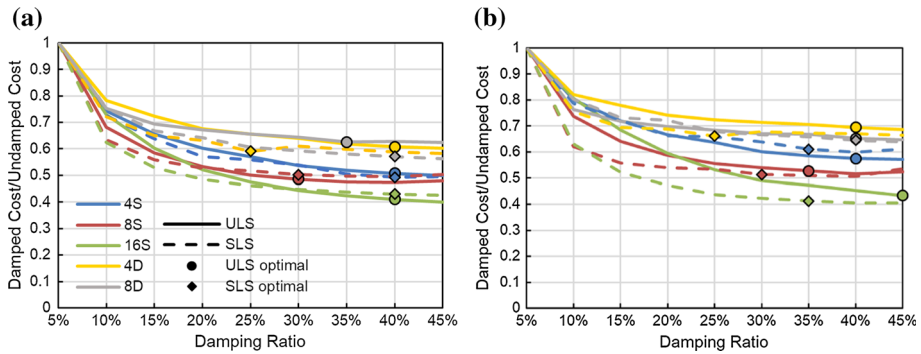 (a)
Damped Cost/Undamped Cost
1
0.9
0.8
0.7
0.6
0.5
0.4
0.3
0.2
0.1
0
4S
8S
16S
4D
8D
ULS
SLS
ULS optimal
SLS optimal
5% 10% 15% 20% 25% 30% 35% 40% 45%
Damping Ratio
(b)
Damped Cost/Undamped Cost
1
0.9
0.8
0.7
0.6
0.5
0.4
0.3
0.2
0.1
0
5% 10% 15% 20% 25% 30% 35% 40% 45%
Damping Ratio